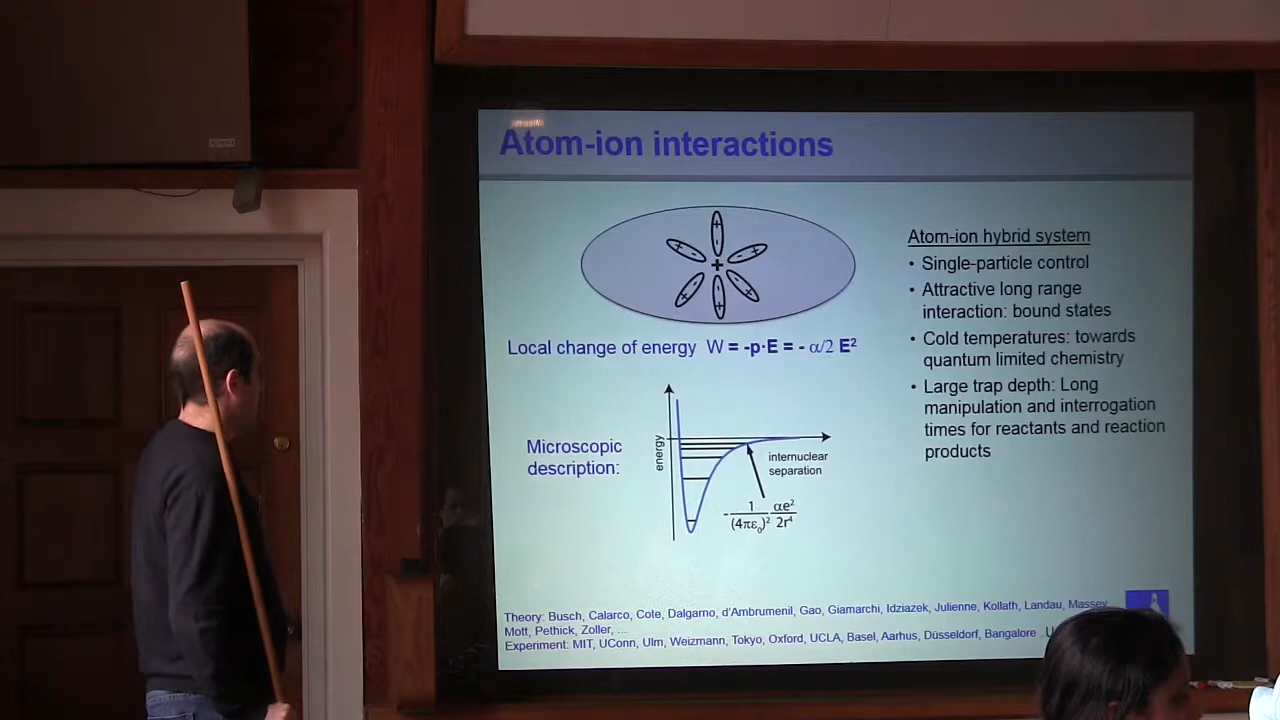 Atom-ion interactions
Atom-ion hybrid system
• Single-particle control
• Attractive long range
interaction: bound states
• Cold temperatures: towards
quantum limited chemistry
• Large trap depth: Long
manipulation and interrogation
times for reactants and reaction
products
Local change of energy W = -p·E = - α/2 E²
Microscopic
description:
energy
internuclear
separation
- 1/(4πε₀)² αe²/2r⁴
Theory: Busch, Calarco, Cote, Dalgarno, d'Ambrumenil, Gao, Giamarchi, Idziazek, Julienne, Kollath, Landau, Massey,
Mott, Pethick, Zoller, ...
Experiment: MIT, UConn, Ulm, Weizmann, Tokyo, Oxford, UCLA, Basel, Aarhus, Düsseldorf, Bangalore ..